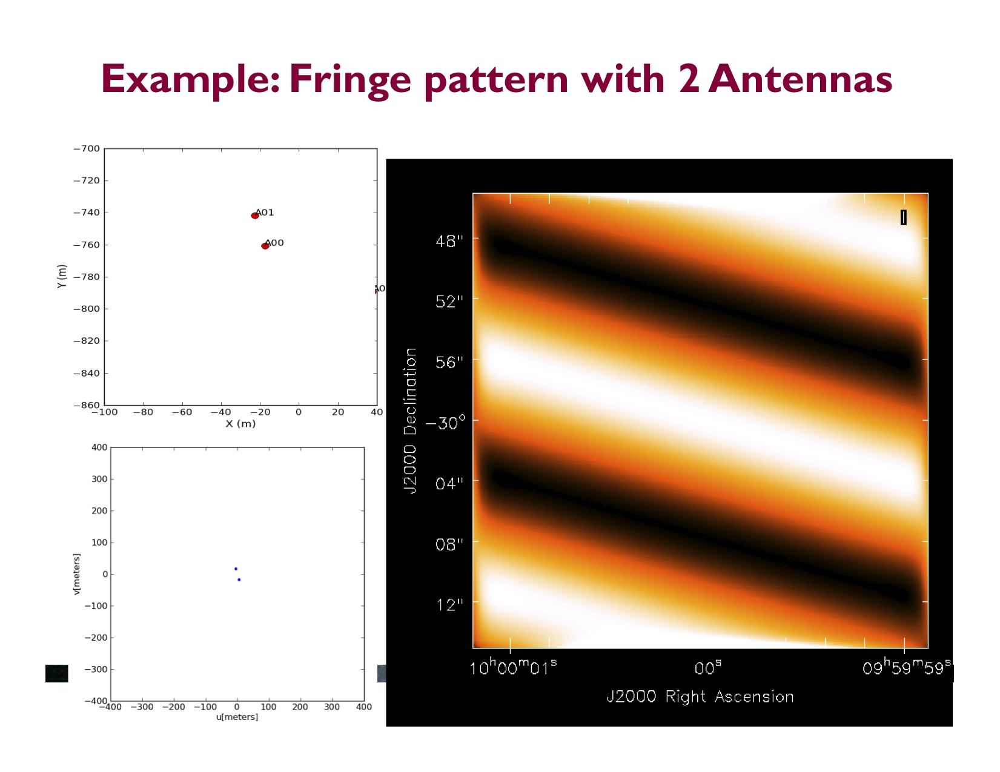 Example: Fringe pattern with 2 Antennas
−700
−720
−740
−760
−780
−800
−820
−840
−860
Y (m)
A01
A00
A0
−100 −80 −60 −40 −20 0 20 40
X (m)
400
300
200
100
0
−100
−200
−300
−400
v[meters]
−400 −300 −200 −100 0 100 200 300 400
u[meters]
48"
52"
56"
−30°
04"
08"
12"
J2000 Declination
10ʰ00ᵐ01ˢ 00ˢ 09ʰ59ᵐ59ˢ
J2000 Right Ascension